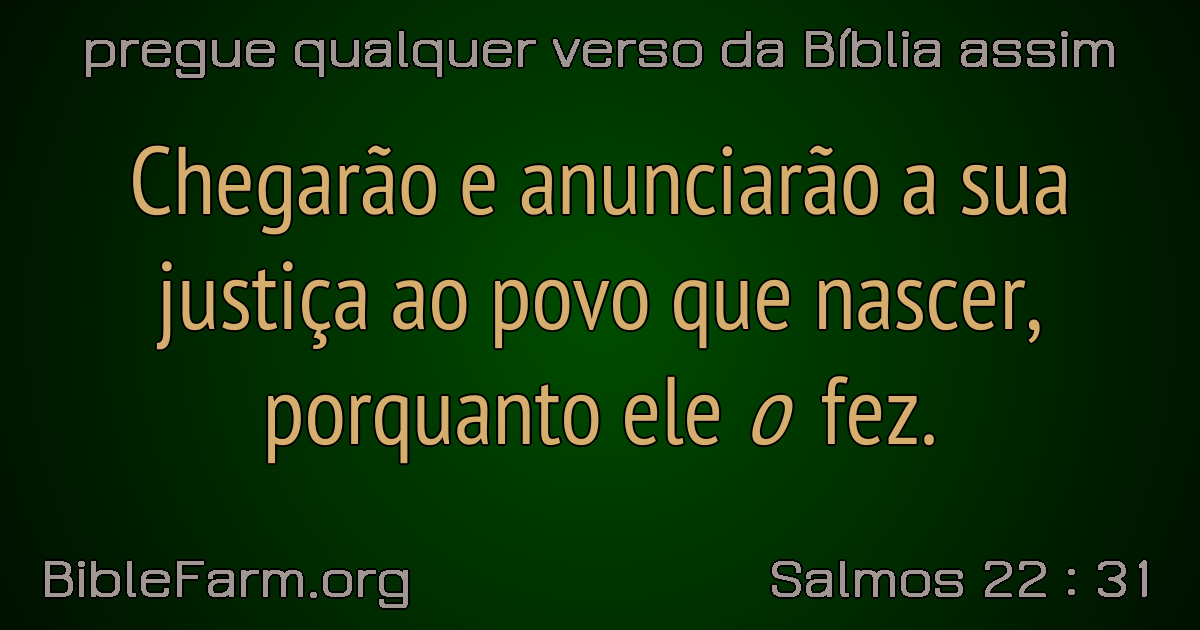 pregue qualquer verso da Bíblia assim
Chegarão e anunciarão a sua
justiça ao povo que nascer,
porquanto ele o fez.
BibleFarm.org
Salmos 22 : 31